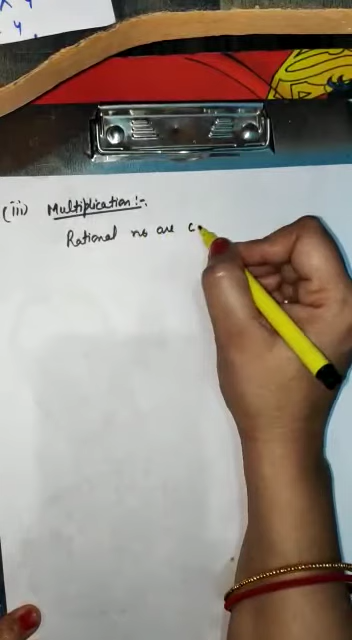 (iii) Multiplication :-
Rational no are c